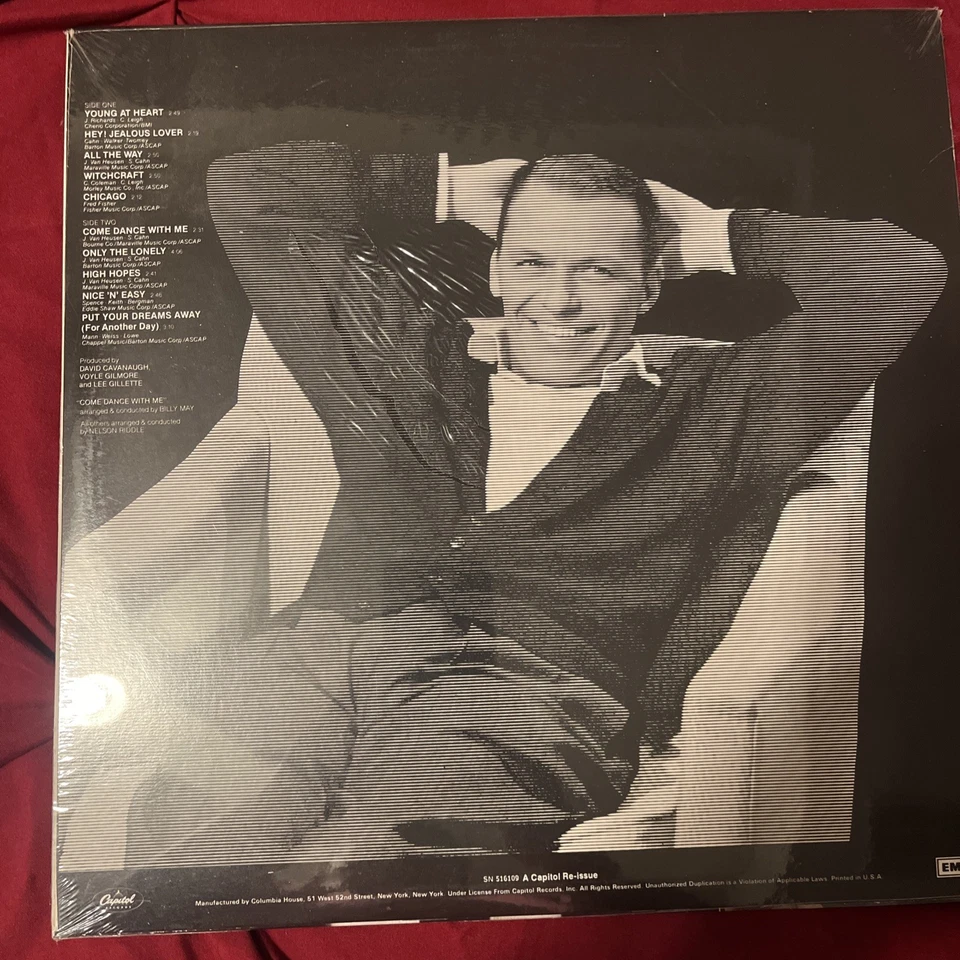 SIDE ONE
YOUNG AT HEART 2:49
J. Richards · C. Leigh
Cherio Corporation/BMI
HEY! JEALOUS LOVER 2:19
Cahn · Walker · Twomey
Barton Music Corp./ASCAP
ALL THE WAY 2:50
J. Van Heusen · S. Cahn
Maraville Music Corp./ASCAP
WITCHCRAFT 2:50
C. Coleman · C. Leigh
Morley Music Co., Inc./ASCAP
CHICAGO 2:10
Fred Fisher
Fisher Music Corp./ASCAP
SIDE TWO
COME DANCE WITH ME 2:31
J. Van Heusen · S. Cahn
Bourne Co./Maraville Music Corp./ASCAP
ONLY THE LONELY 4:06
J. Van Heusen · S. Cahn
Barton Music Corp./ASCAP
HIGH HOPES 2:41
J. Van Heusen · S. Cahn
Maraville Music Corp./ASCAP
NICE 'N' EASY 2:46
Spence · Keith · Bergman
Eddie Shaw Music Corp./ASCAP
PUT YOUR DREAMS AWAY
(For Another Day) 3:10
Mann · Weiss · Lowe
Chappel Music/Barton Music Corp./ASCAP
Produced by
DAVID CAVANAUGH,
VOYLE GILMORE
and LEE GILLETTE
"COME DANCE WITH ME"
arranged & conducted by BILLY MAY
All others arranged & conducted
by NELSON RIDDLE
SN 516109 A Capitol Re-issue
EM
Capitol
RECORDS
Manufactured by Columbia House, 51 West 52nd Street, New York, New York. Under License From Capitol Records, Inc. All Rights Reserved. Unauthorized Duplication is a Violation of Applicable Laws. Printed in U.S.A.